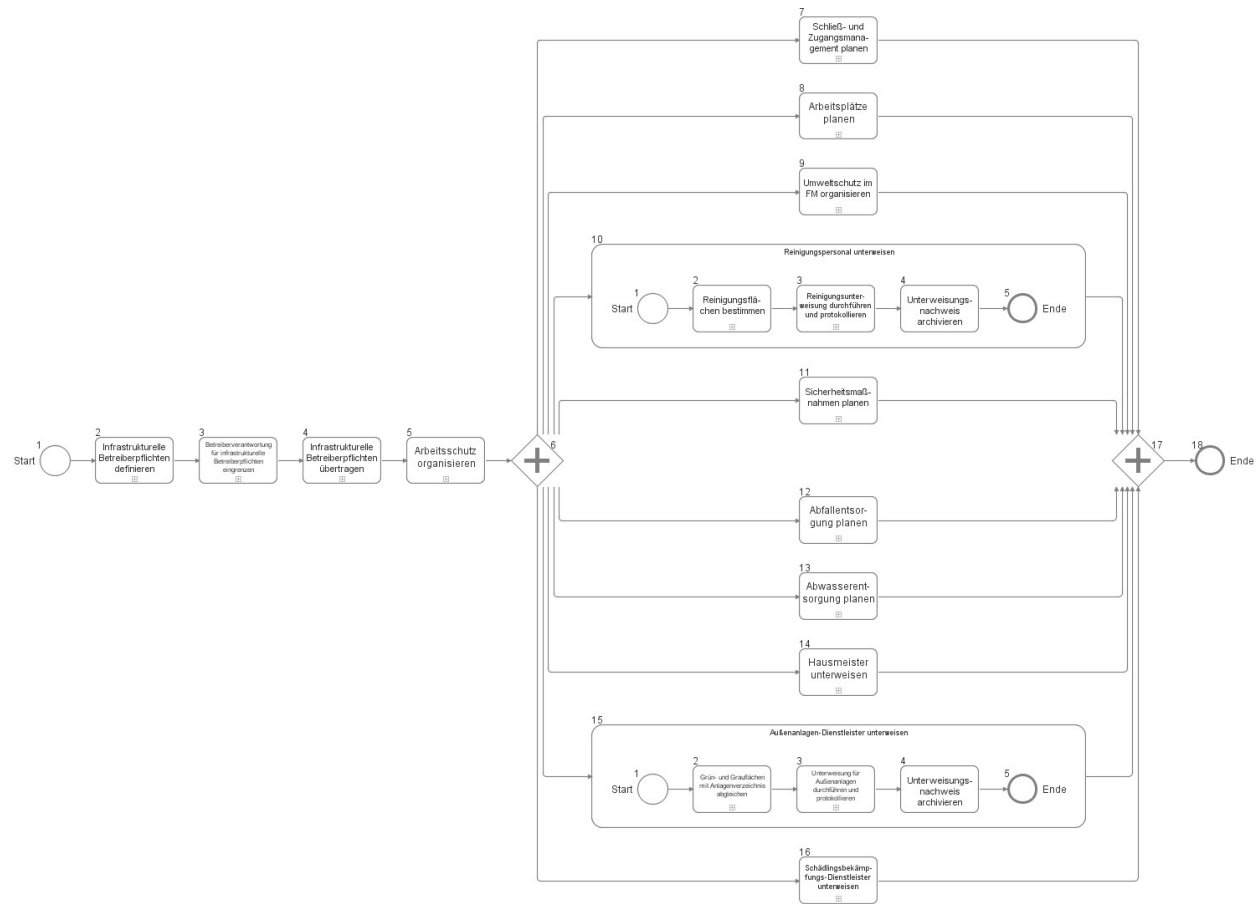 7
Schließ- und
Zugangsmana-
gement planen
8
Arbeitsplätze
planen
9
Umweltschutz im
FM organisieren
10
Reinigungspersonal unterweisen
1
Start
2
Reinigungsflä-
chen bestimmen
3
Reinigungsunter-
weisung durchführen
und protokollieren
4
Unterweisungs-
nachweis
archivieren
5
Ende
11
Sicherheitsmaß-
nahmen planen
1
Start
2
Infrastrukturelle
Betreiberpflichten
definieren
3
Betreiberverantwortung
für infrastrukturelle
Betreiberpflichten
eingrenzen
4
Infrastrukturelle
Betreiberpflichten
übertragen
5
Arbeitsschutz
organisieren
6
17
18
Ende
12
Abfallentsor-
gung planen
13
Abwasserent-
sorgung planen
14
Hausmeister
unterweisen
15
Außenanlagen-Dienstleister unterweisen
1
Start
2
Grün- und Grauflächen
mit Anlagenverzeichnis
abgleichen
3
Unterweisung für
Außenanlagen
durchführen und
protokollieren
4
Unterweisungs-
nachweis
archivieren
5
Ende
16
Schädlingsbekämp-
fungs-Dienstleister
unterweisen